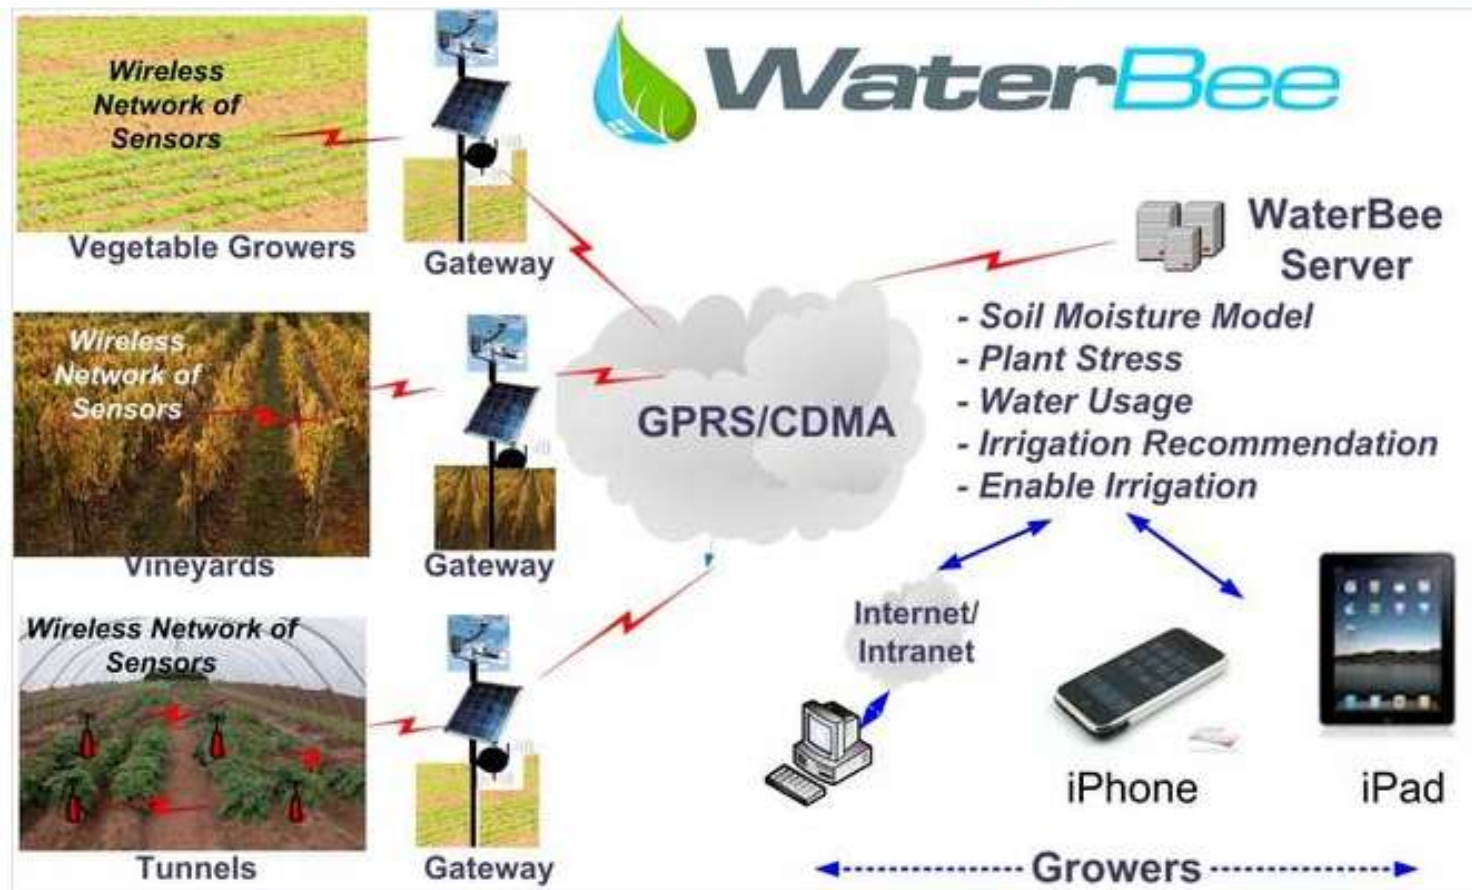 WaterBee
Wireless
Network of
Sensors
Vegetable Growers
Gateway
WaterBee
Server
Wireless
Network of
Sensors
Vineyards
Gateway
GPRS/CDMA
- Soil Moisture Model
- Plant Stress
- Water Usage
- Irrigation Recommendation
- Enable Irrigation
Wireless Network of
Sensors
Tunnels
Gateway
Internet/
Intranet
iPhone
iPad
Growers